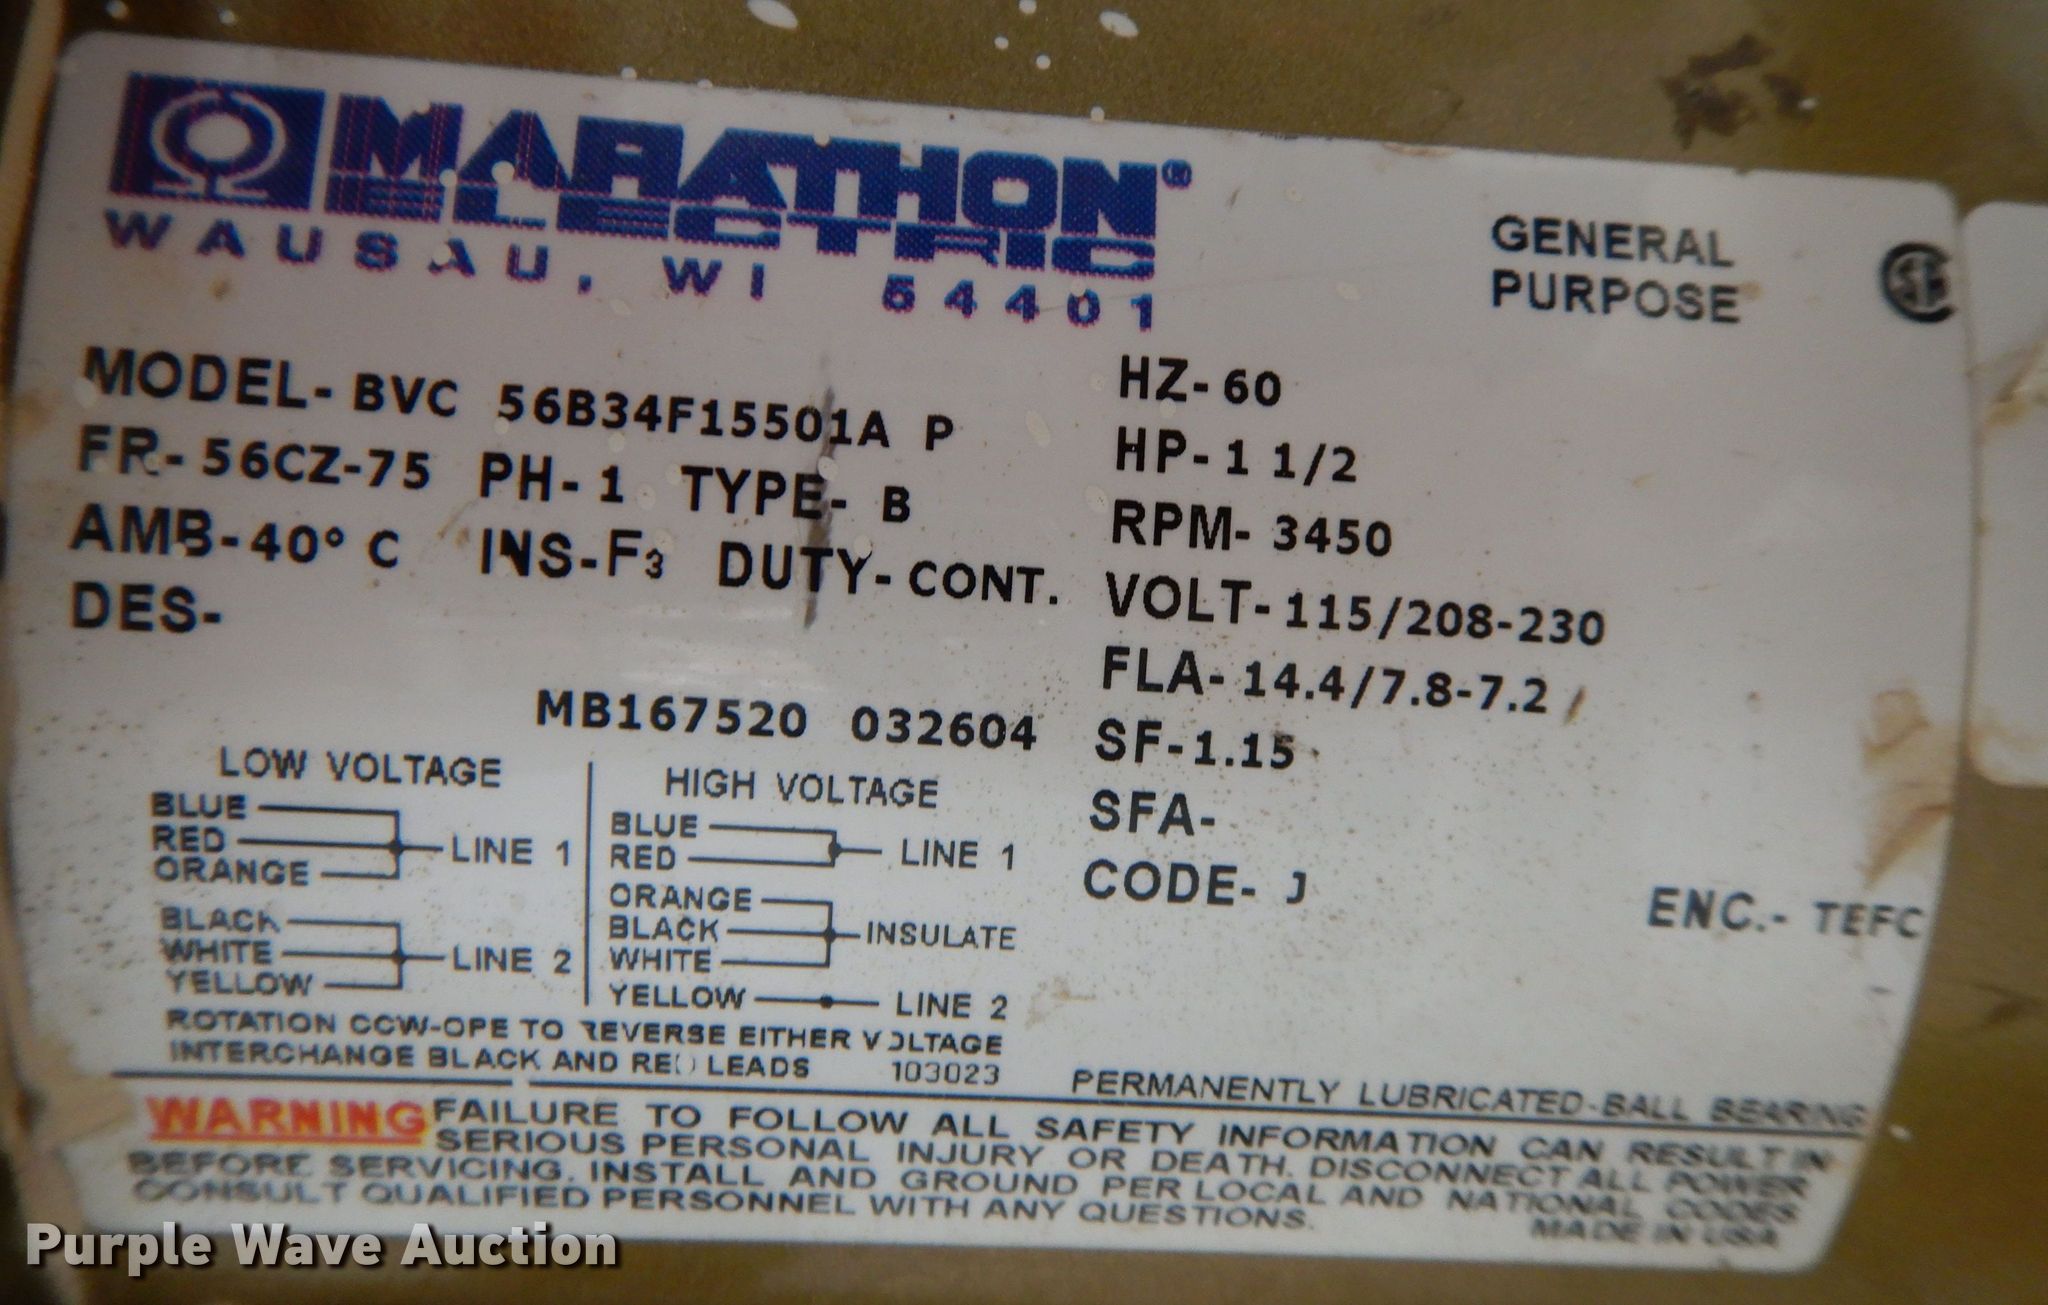 MARATHON®
ELECTRIC
WAUSAU, WI 54401
GENERAL
PURPOSE
MODEL- BVC 56B34F15501A P
FR- 56CZ-75 PH- 1 TYPE- B
AMB-40° C INS-F3 DUTY- CONT.
DES-
HZ- 60
HP- 1 1/2
RPM- 3450
VOLT- 115/208-230
FLA- 14.4/7.8-7.2
SF-1.15
SFA-
CODE- J
ENC.- TEFC
MB167520 032604
LOW VOLTAGE
BLUE
RED
ORANGE
LINE 1
BLACK
WHITE
YELLOW
LINE 2
HIGH VOLTAGE
BLUE
RED
LINE 1
ORANGE
BLACK
WHITE
INSULATE
YELLOW
LINE 2
ROTATION CCW-OPE TO REVERSE EITHER VOLTAGE
INTERCHANGE BLACK AND RED LEADS 103023
PERMANENTLY LUBRICATED-BALL BEARING
WARNING FAILURE TO FOLLOW ALL SAFETY INFORMATION CAN RESULT IN
SERIOUS PERSONAL INJURY OR DEATH. DISCONNECT ALL POWER
BEFORE SERVICING. INSTALL AND GROUND PER LOCAL AND NATIONAL CODES
CONSULT QUALIFIED PERSONNEL WITH ANY QUESTIONS.
MADE IN USA
Purple Wave Auction